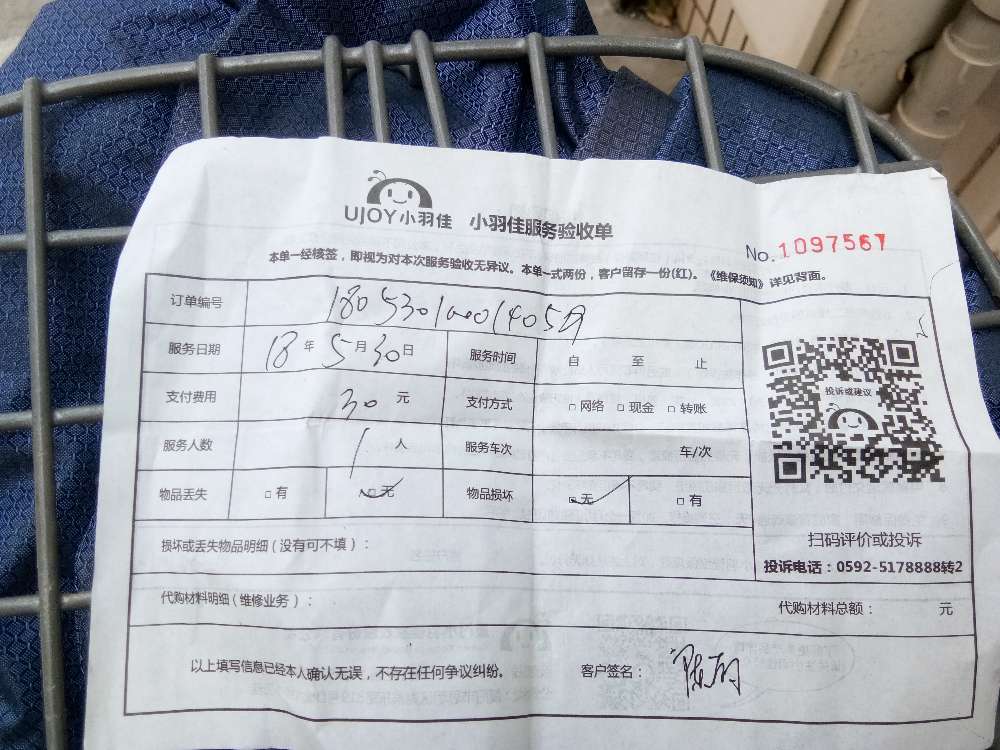 UJOY小羽佳 小羽佳服务验收单
No. 1097567
本单一经核签，即视为对本次服务验收无异议。本单一式两份，客户留存一份(红)。《维保须知》详见背面。
订单编号
服务日期 18 年 5 月 30 日 服务时间 自 至 止
支付费用 30 元 支付方式 □网络 □现金 □转账
投诉或建议
服务人数 1 人 服务车次 车/次
物品丢失 □有 □无 物品损坏 □无 □有
扫码评价或投诉
损坏或丢失物品明细(没有可不填)：
投诉电话：0592-5178888转2
代购材料明细(维修业务)： 代购材料总额： 元
以上填写信息已经本人确认无误，不存在任何争议纠纷。 客户签名：